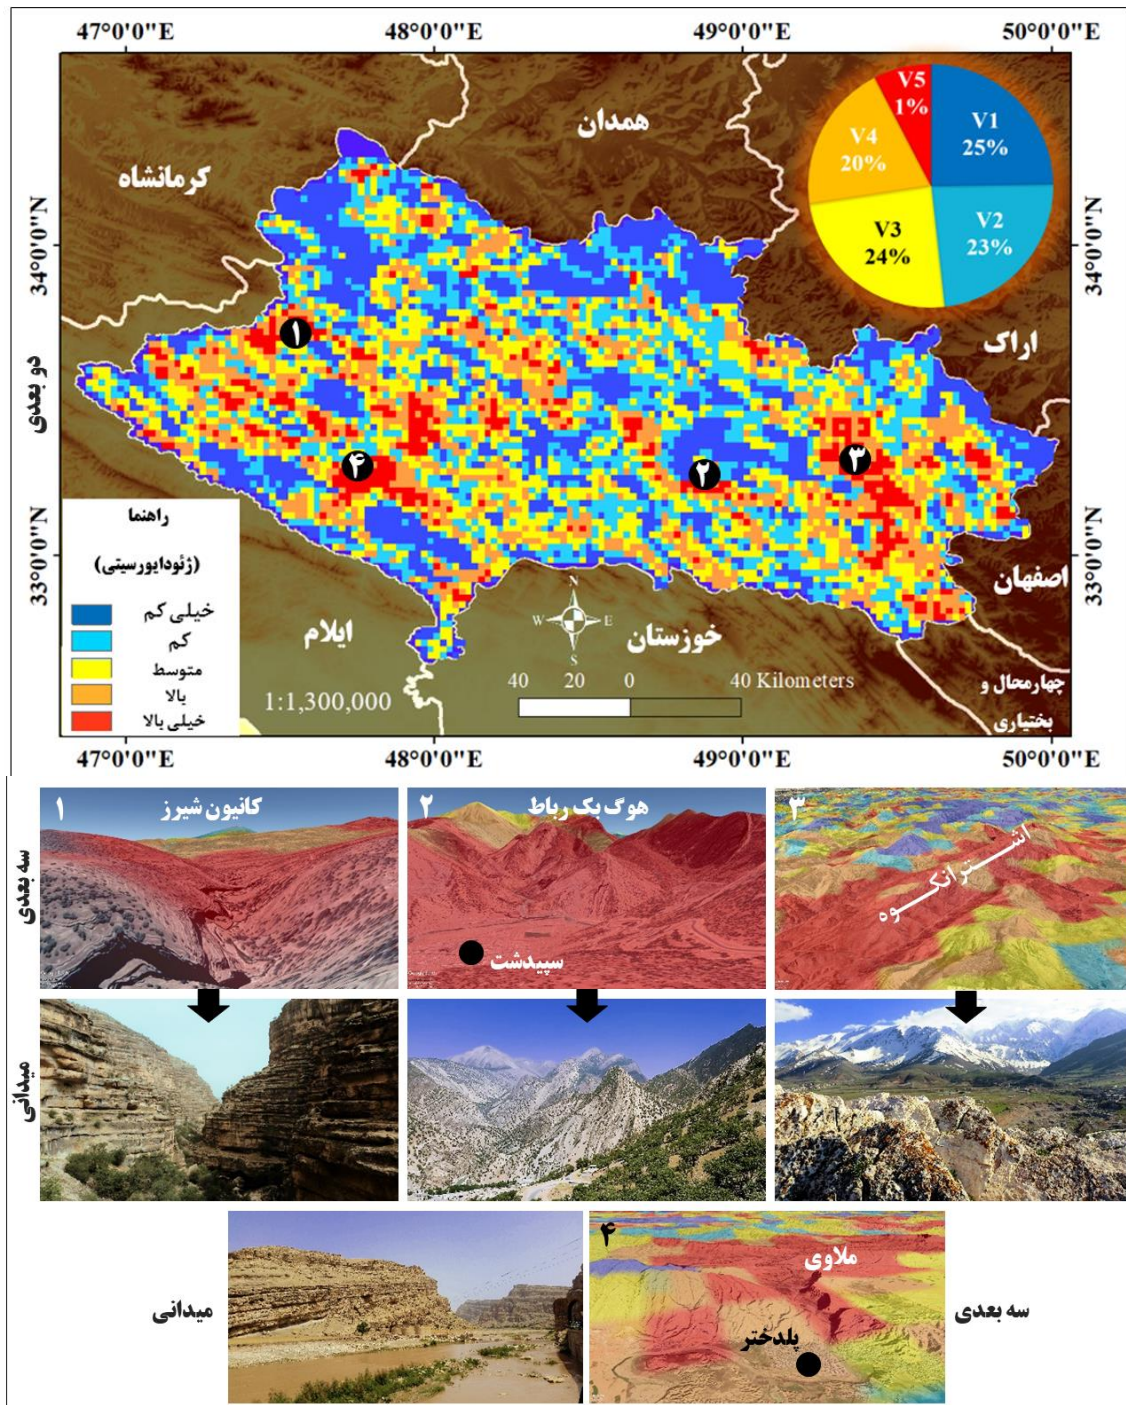 47°0'0"E 48°0'0"E 49°0'0"E 50°0'0"E
همدان
کرمانشاه
اراک
اصفهان
چهارمحال و
بختیاری
خوزستان
ایلام
V5
1%
V1
25%
V4
20%
V3
24%
V2
23%
34°0'0"N
33°0'0"N
34°0'0"N
33°0'0"N
دو بعدی
۱
۲
۳
۴
راهنما
(ژئودایورسیتی)
خیلی کم
کم
متوسط
بالا
خیلی بالا
N
W E
S
1:1,300,000
40 20 0 40 Kilometers
47°0'0"E 48°0'0"E 49°0'0"E 50°0'0"E
سه بعدی
۱ کانیون شیرز
۲ هوگ بک رباط
سپیددشت
۳
اشترانکوه
میدانی
میدانی
۴
ملاوی
پلدختر
سه بعدی